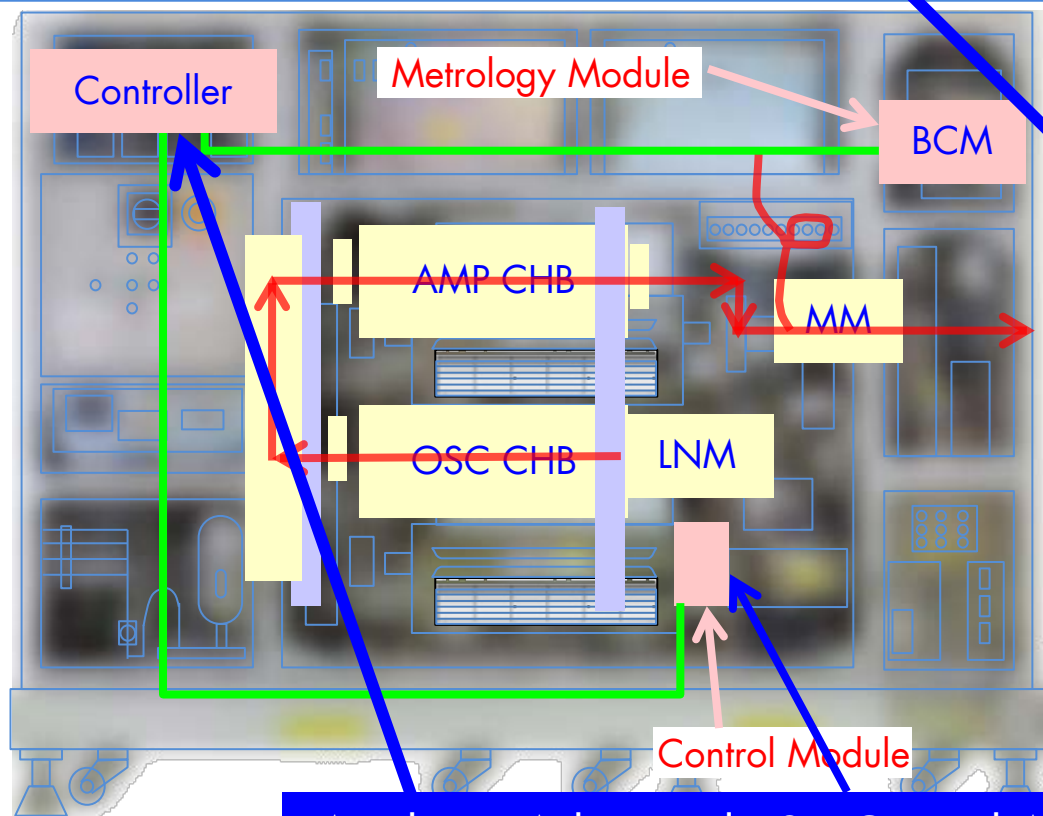 Controller
Metrology Module
BCM
AMP CHB
MM
OSC CHB
LNM
Control Module